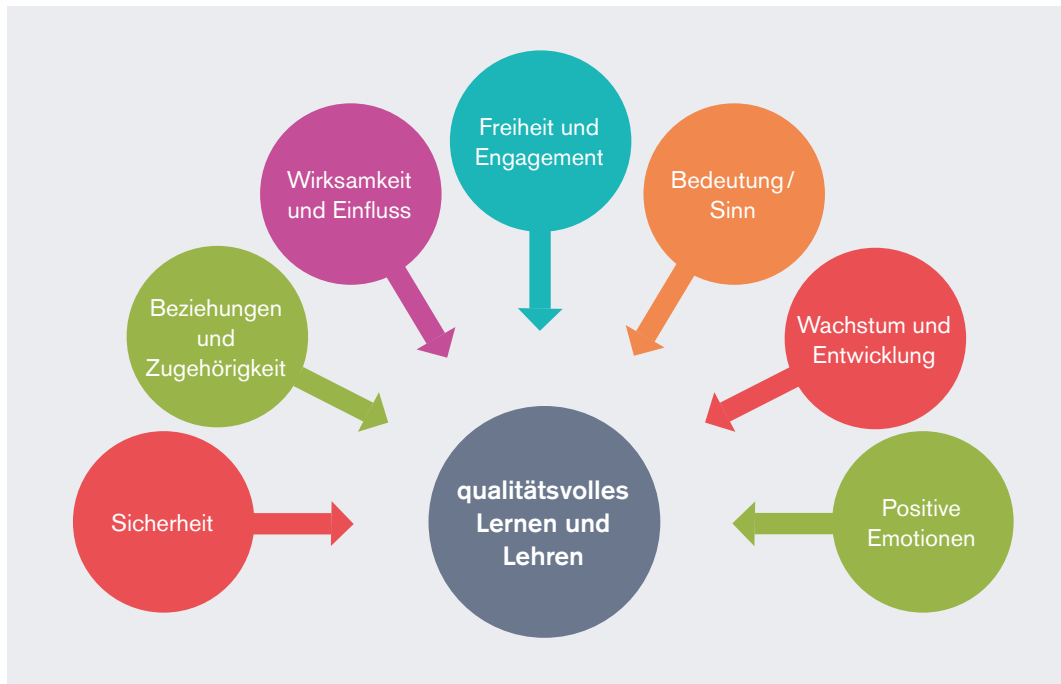 Freiheit und
Engagement
Wirksamkeit
und Einfluss
Bedeutung /
Sinn
Beziehungen
und
Zugehörigkeit
Wachstum und
Entwicklung
Sicherheit
qualitätsvolles
Lernen und
Lehren
Positive
Emotionen